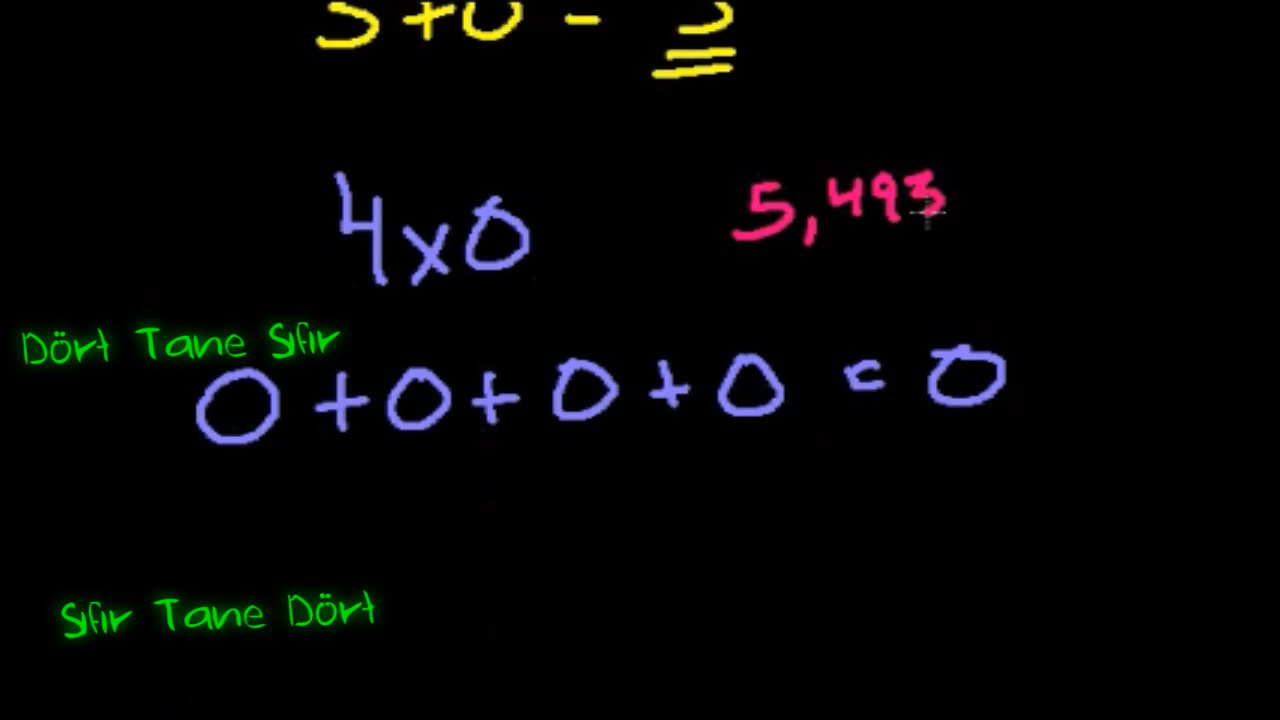 4x0
5,493
Dört Tane Sıfır
0+0+0+0 = 0
Sıfır Tane Dört